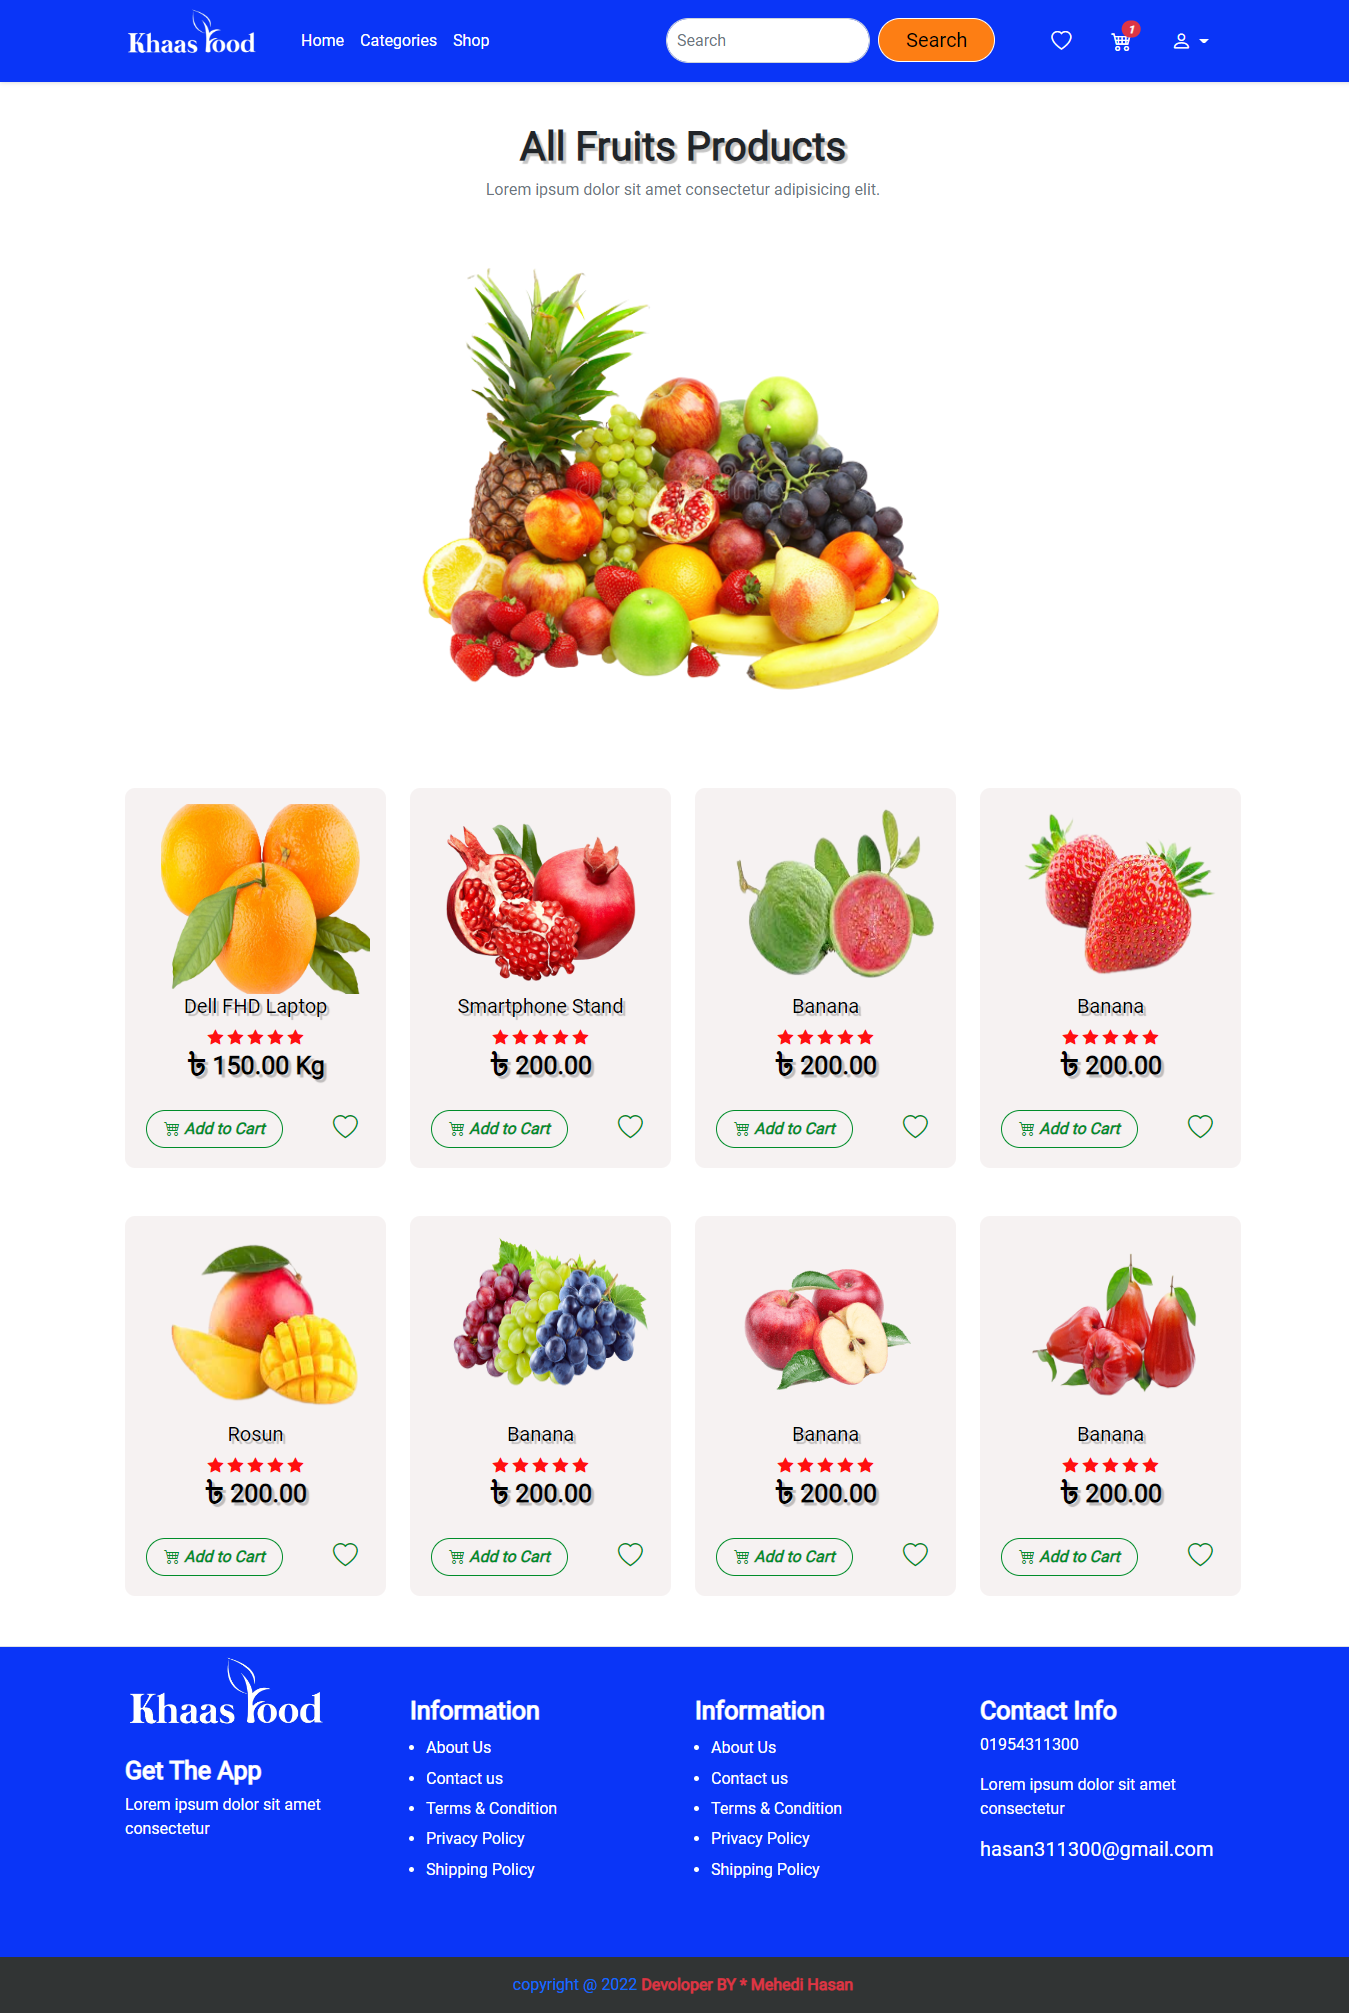 Khaas food Home Categories Shop Search Search 1
All Fruits Products
Lorem ipsum dolor sit amet consectetur adipisicing elit.
Dell FHD Laptop
৳ 150.00 Kg
Add to Cart
Smartphone Stand
৳ 200.00
Add to Cart
Banana
৳ 200.00
Add to Cart
Banana
৳ 200.00
Add to Cart
Rosun
৳ 200.00
Add to Cart
Banana
৳ 200.00
Add to Cart
Banana
৳ 200.00
Add to Cart
Banana
৳ 200.00
Add to Cart
Khaas food
Get The App
Lorem ipsum dolor sit amet
consectetur
Information
About Us
Contact us
Terms & Condition
Privacy Policy
Shipping Policy
Information
About Us
Contact us
Terms & Condition
Privacy Policy
Shipping Policy
Contact Info
01954311300
Lorem ipsum dolor sit amet
consectetur
hasan311300@gmail.com
copyright @ 2022 Devoloper BY * Mehedi Hasan